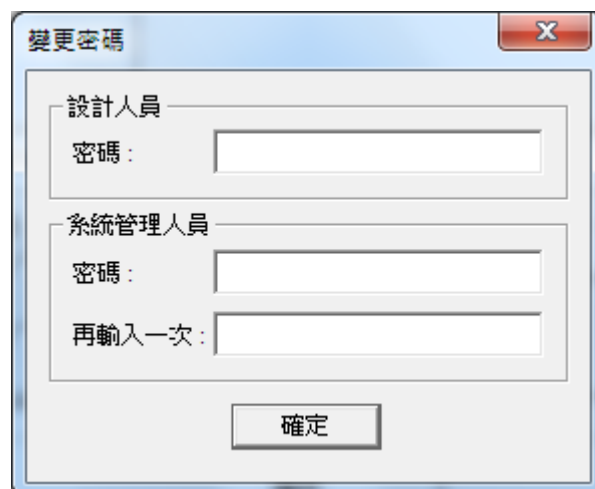 變更密碼
設計人員
密碼 :
系統管理人員
密碼 :
再輸入一次 :
確定